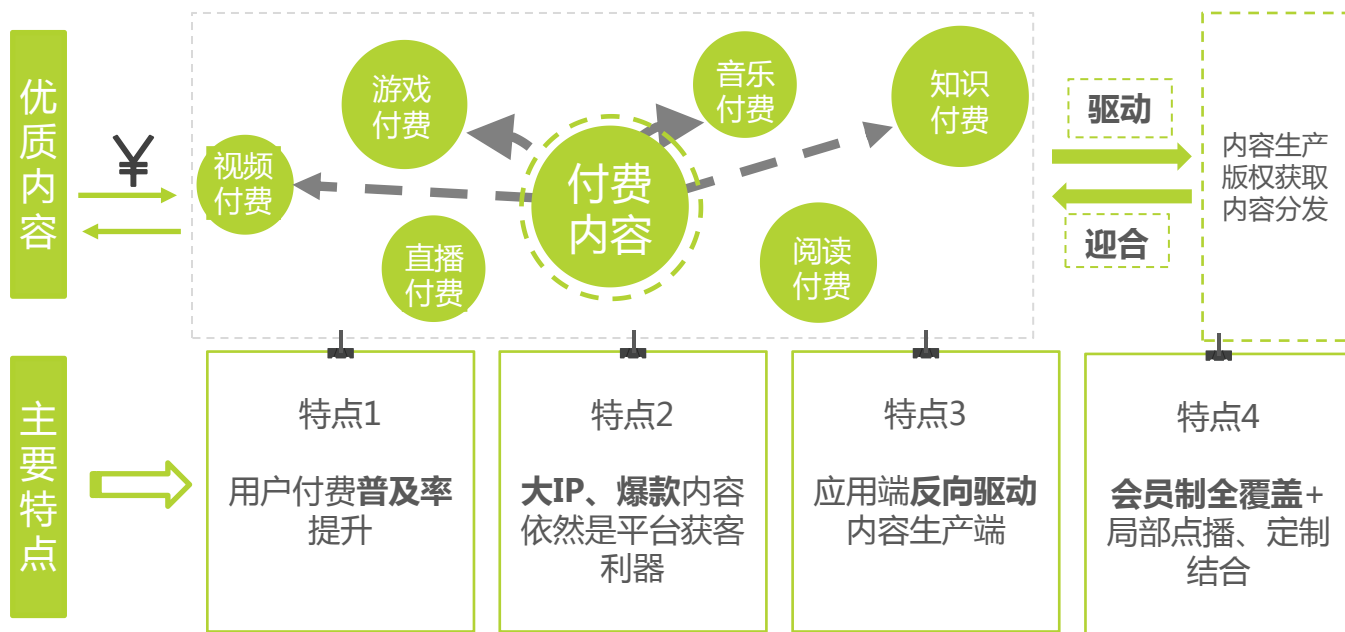 优质内容
¥
游戏
付费
音乐
付费
知识
付费
视频
付费
付费
内容
直播
付费
阅读
付费
驱动
迎合
内容生产
版权获取
内容分发
主要特点
特点1
用户付费普及率
提升
特点2
大IP、爆款内容
依然是平台获客
利器
特点3
应用端反向驱动
内容生产端
特点4
会员制全覆盖+
局部点播、定制
结合